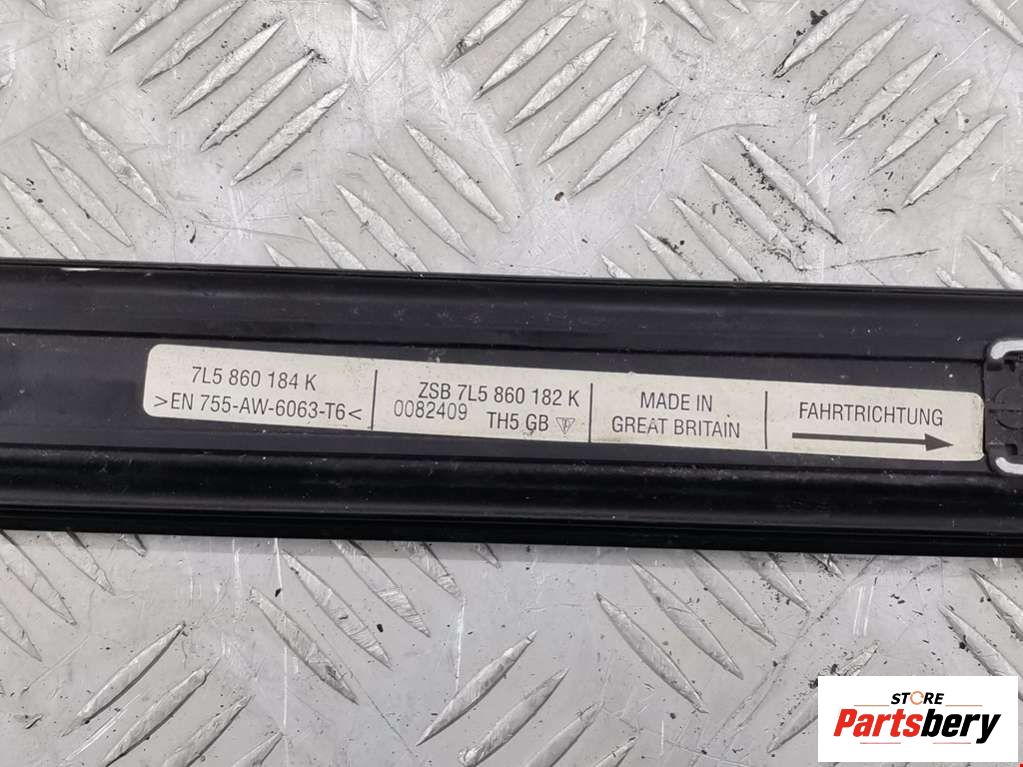 7L5 860 184 K
>EN 755-AW-6063-T6<
ZSB 7L5 860 182 K
0082409 TH5 GB
MADE IN
GREAT BRITAIN
FAHRTRICHTUNG
STORE
Partsbery